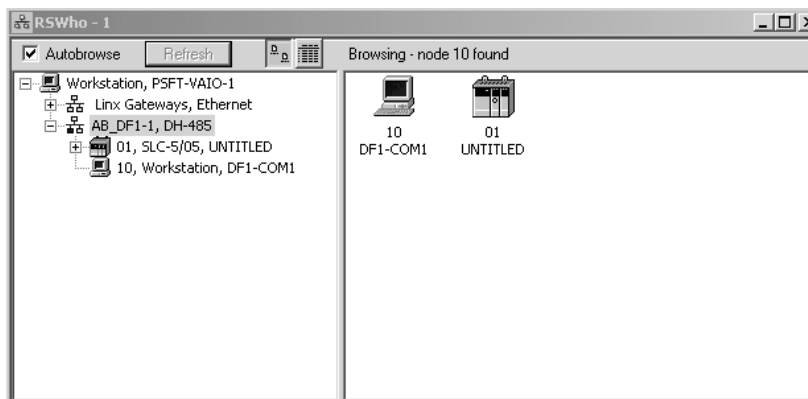 RSWho - 1
Autobrowse Refresh Browsing - node 10 found
Workstation, PSFT-VAIO-1
Linx Gateways, Ethernet
AB_DF1-1, DH-485
01, SLC-5/05, UNTITLED
10, Workstation, DF1-COM1
10 01
DF1-COM1 UNTITLED